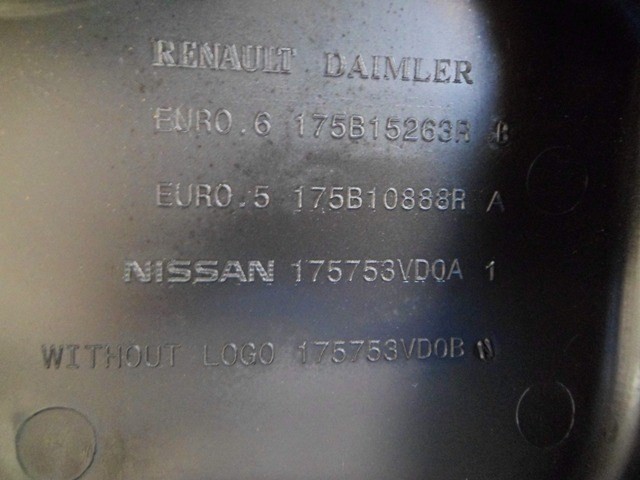 RENAULT DAIMLER
EURO.6 175B15263R B
EURO.5 175B10888R A
NISSAN 175753VD0A 1
WITHOUT LOGO 175753VD0B